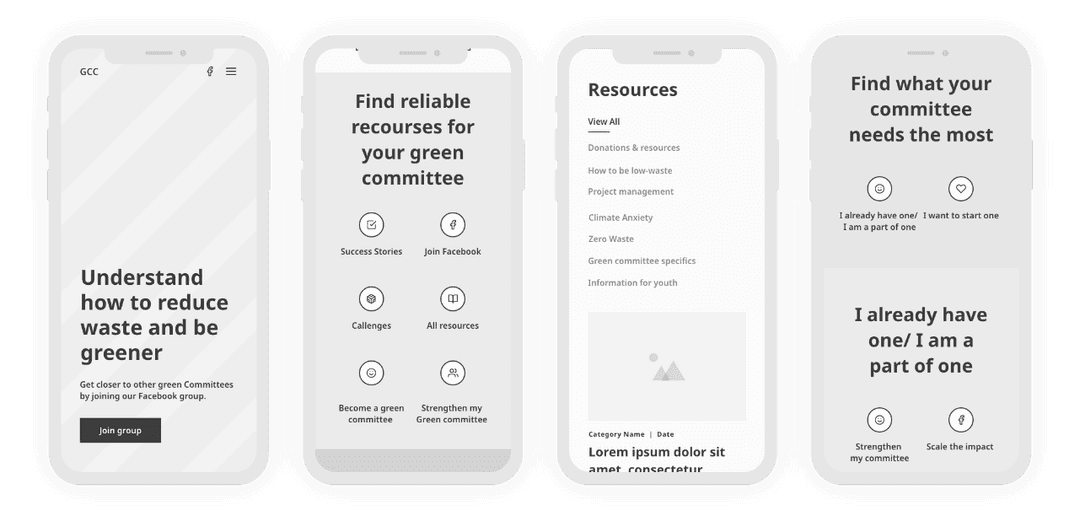 GCC
Understand
how to reduce
waste and be
greener
Get closer to other green Committees
by joining our Facebook group.
Join group
Find reliable
recourses for
your green
committee
Success Stories
Join Facebook
Callenges
All resources
Become a green
committee
Strengthen my
Green committee
Resources
View All
Donations & resources
How to be low-waste
Project management
Climate Anxiety
Zero Waste
Green committee specifics
Information for youth
Category Name | Date
Lorem ipsum dolor sit
amet, consectetur
Find what your
committee
needs the most
I already have one/
I am a part of one
I want to start one
I already have
one/ I am a
part of one
Strengthen
my committee
Scale the impact